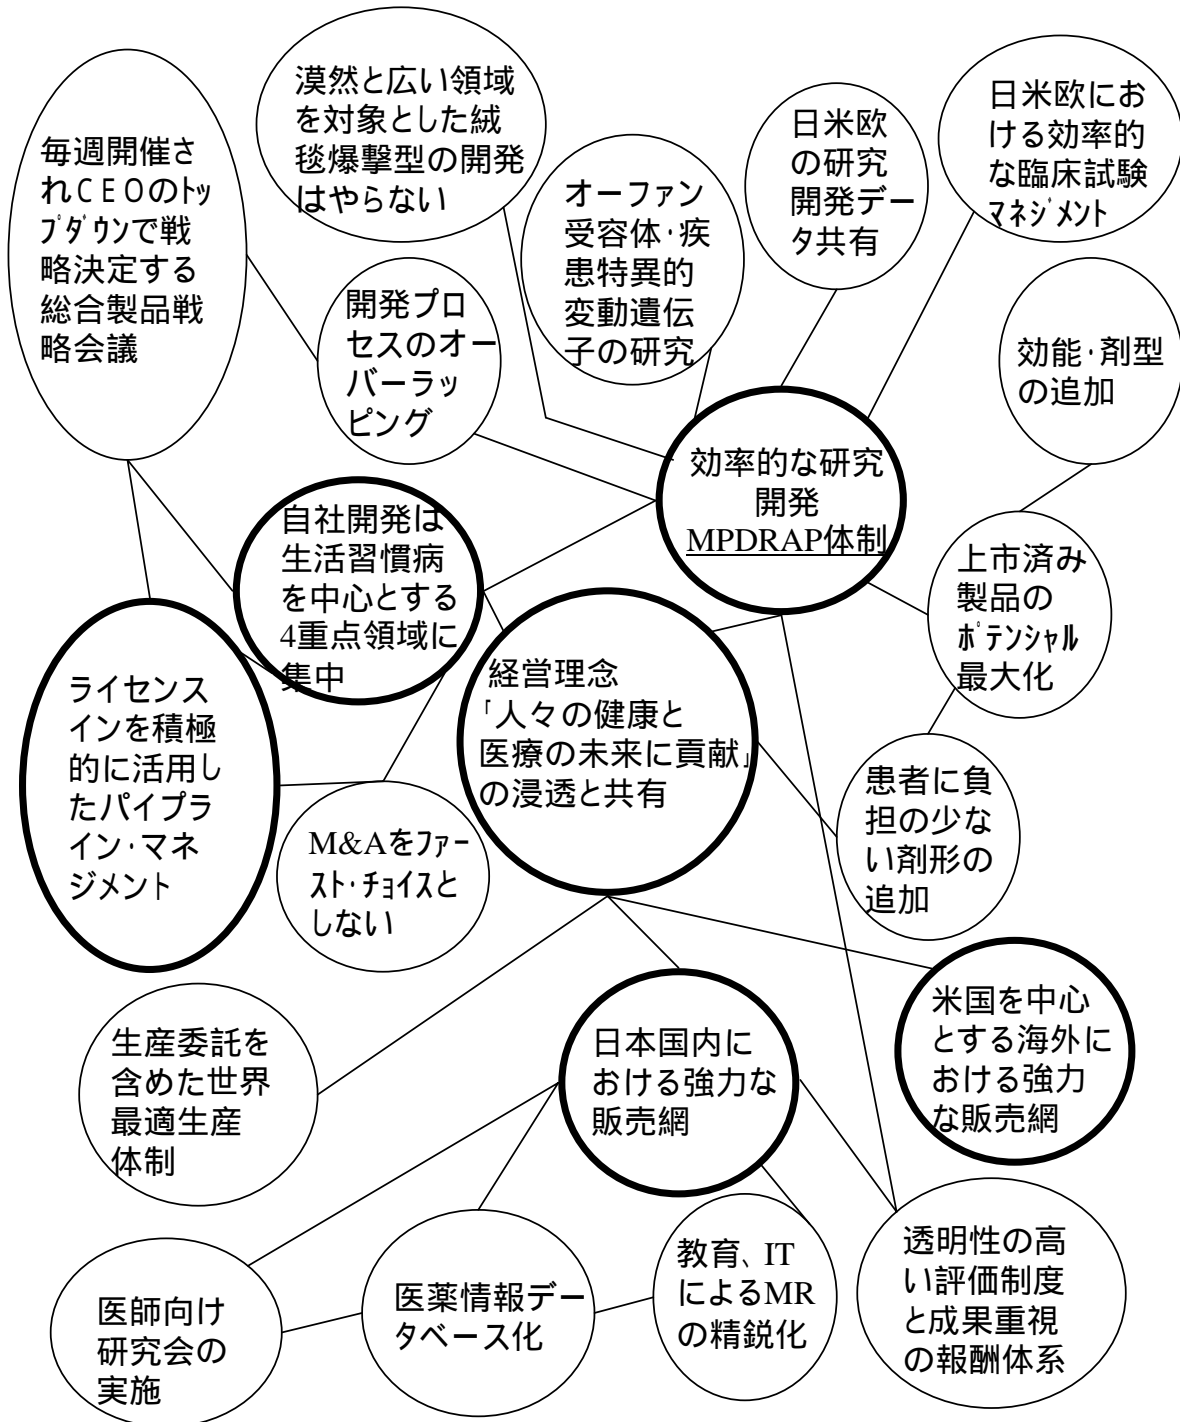 漠然と広い領域
を対象とした絨
毯爆撃型の開発
はやらない
日米欧にお
ける効率的
な臨床試験
マネジメント
日米欧
の研究
開発デー
タ共有
毎週開催さ
れCEOのトッ
プダウンで戦
略決定する
総合製品戦
略会議
オーファン
受容体・疾
患特異的
変動遺伝
子の研究
開発プロ
セスのオー
バーラッ
ピング
効能・剤型
の追加
効率的な研究
開発
MPDRAP体制
自社開発は
生活習慣病
を中心とする
4重点領域に
集中
上市済み
製品の
ポテンシャル
最大化
ライセンス
インを積極
的に活用し
たパイプラ
イン・マネ
ジメント
経営理念
「人々の健康と
医療の未来に貢献」
の浸透と共有
患者に負
担の少な
い剤形の
追加
M&Aをファー
スト・チョイスと
しない
米国を中心
とする海外に
おける強力
な販売網
生産委託を
含めた世界
最適生産
体制
日本国内に
おける強力な
販売網
透明性の高
い評価制度
と成果重視
の報酬体系
教育、IT
によるMR
の精鋭化
医薬情報デー
タベース化
医師向け
研究会の
実施